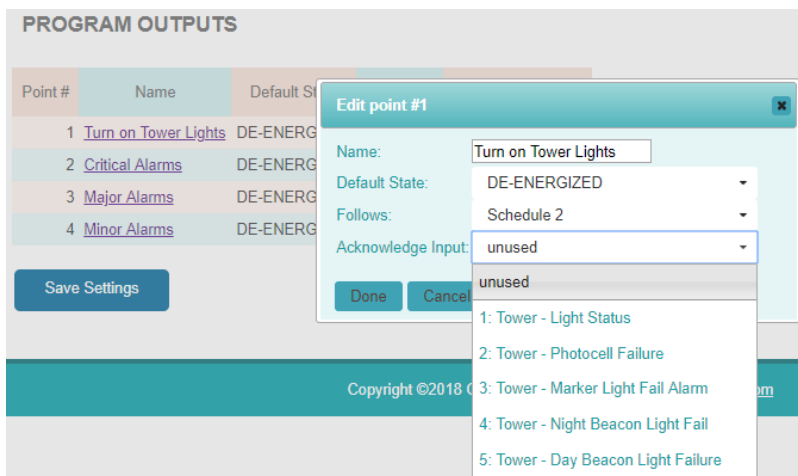 PROGRAM OUTPUTS
Point # Name Default St
1 Turn on Tower Lights DE-ENERG
2 Critical Alarms DE-ENERG
3 Major Alarms DE-ENERG
4 Minor Alarms DE-ENERG
Save Settings
Edit point #1
Name: Turn on Tower Lights
Default State: DE-ENERGIZED
Follows: Schedule 2
Acknowledge Input: unused
Done Cancel
unused
1: Tower - Light Status
2: Tower - Photocell Failure
3: Tower - Marker Light Fail Alarm
4: Tower - Night Beacon Light Fail
5: Tower - Day Beacon Light Failure
Copyright ©2018